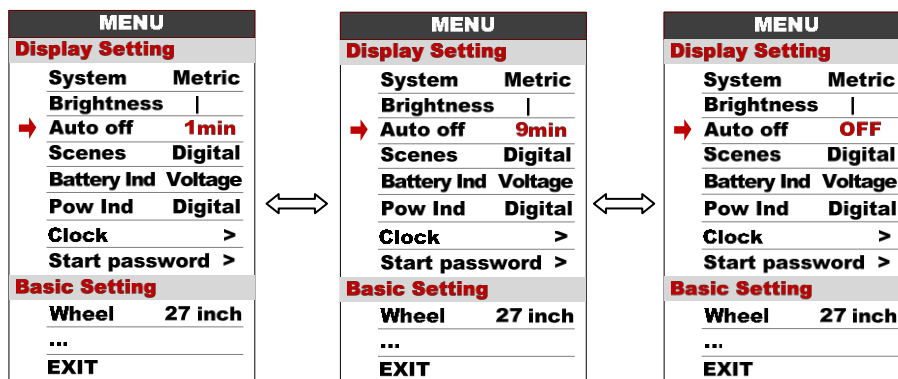 MENU
Display Setting
System Metric
Brightness |
Auto off 1min
Scenes Digital
Battery Ind Voltage
Pow Ind Digital
Clock >
Start password >
Basic Setting
Wheel 27 inch
...
EXIT
MENU
Display Setting
System Metric
Brightness |
Auto off 9min
Scenes Digital
Battery Ind Voltage
Pow Ind Digital
Clock >
Start password >
Basic Setting
Wheel 27 inch
...
EXIT
MENU
Display Setting
System Metric
Brightness |
Auto off OFF
Scenes Digital
Battery Ind Voltage
Pow Ind Digital
Clock >
Start password >
Basic Setting
Wheel 27 inch
...
EXIT